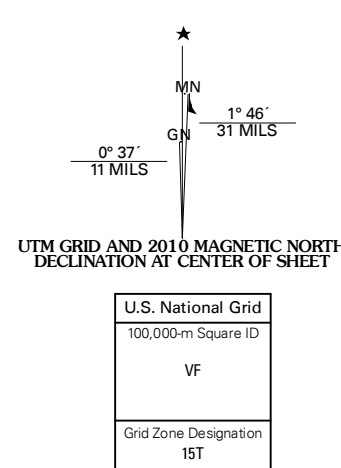 ★
MN
GN
1° 46´
31 MILS
0° 37´
11 MILS
UTM GRID AND 2010 MAGNETIC NORTH
DECLINATION AT CENTER OF SHEET
U.S. National Grid
100,000-m Square ID
VF
Grid Zone Designation
15T